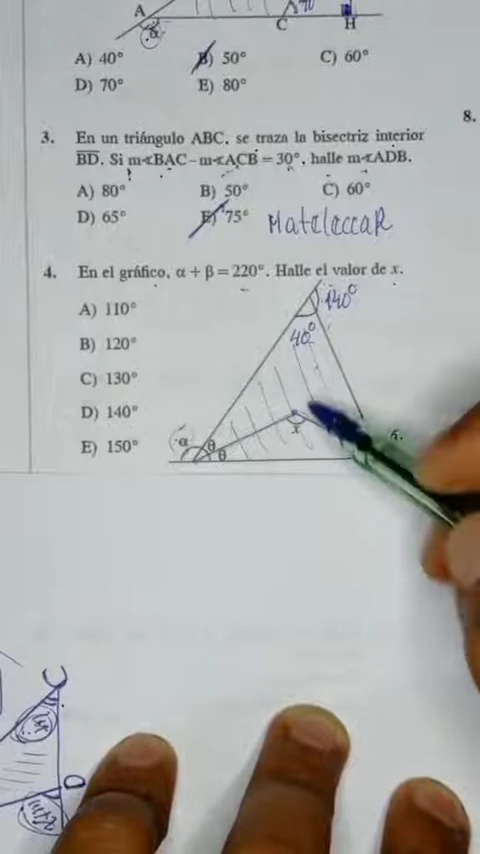 A
α
C
H
A) 40°
B) 50°
C) 60°
D) 70°
E) 80°
8.
3. En un triángulo ABC, se traza la bisectriz interior
BD. Si m∢BAC−m∢ACB = 30°, halle m∢ADB.
A) 80°
B) 50°
C) 60°
D) 65°
E) 75°
Mateleccar
4. En el gráfico, α + β = 220°. Halle el valor de x.
A) 110°
B) 120°
C) 130°
D) 140°
E) 150°
140°
40°
α
θ
θ
x
C
D